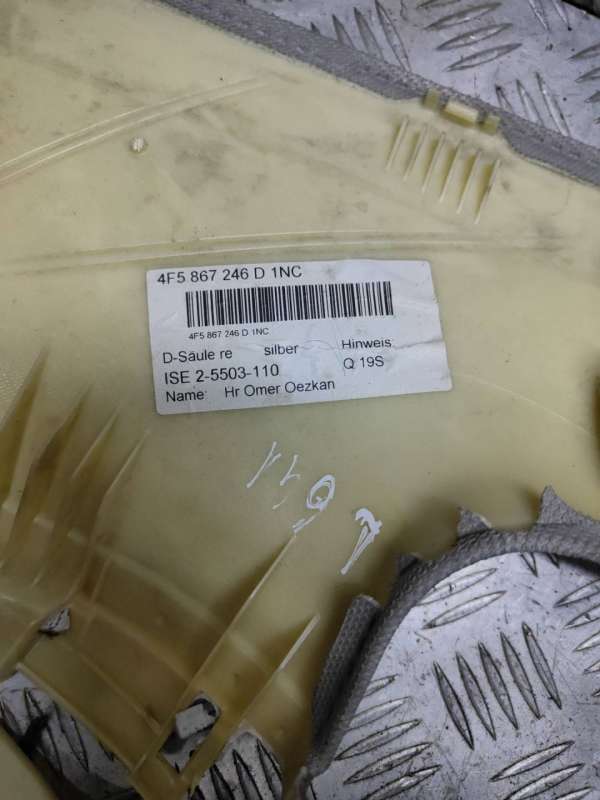 4F5 867 246 D 1NC
4F5 867 246 D 1NC
D-Säule re silber Hinweis:
ISE 2-5503-110 Q 19S
Name: Hr Omer Oezkan